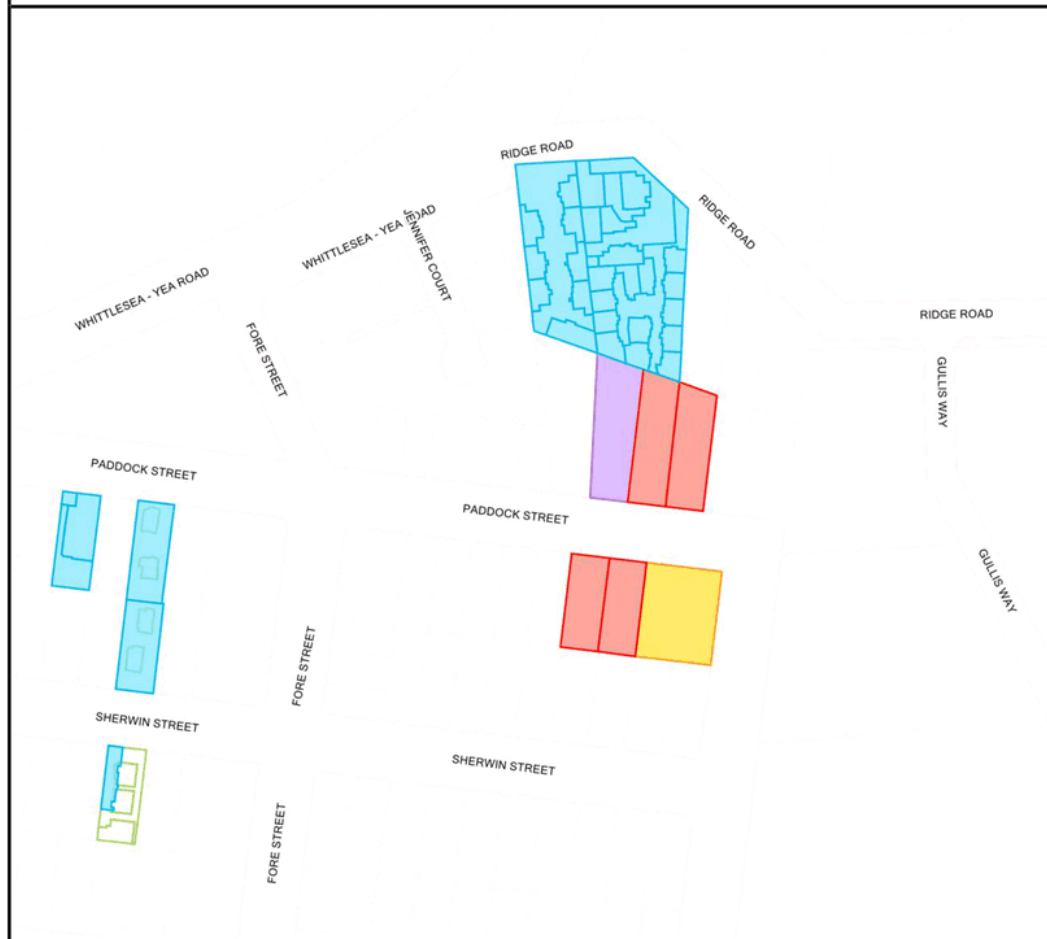 RIDGE ROAD
RIDGE ROAD
WHITTLESEA - YEA ROAD
JENNIFER COURT
WHITTLESEA - YEA ROAD
RIDGE ROAD
FORE STREET
GULLIS WAY
PADDOCK STREET
PADDOCK STREET
GULLIS WAY
FORE STREET
SHERWIN STREET
SHERWIN STREET
FORE STREET